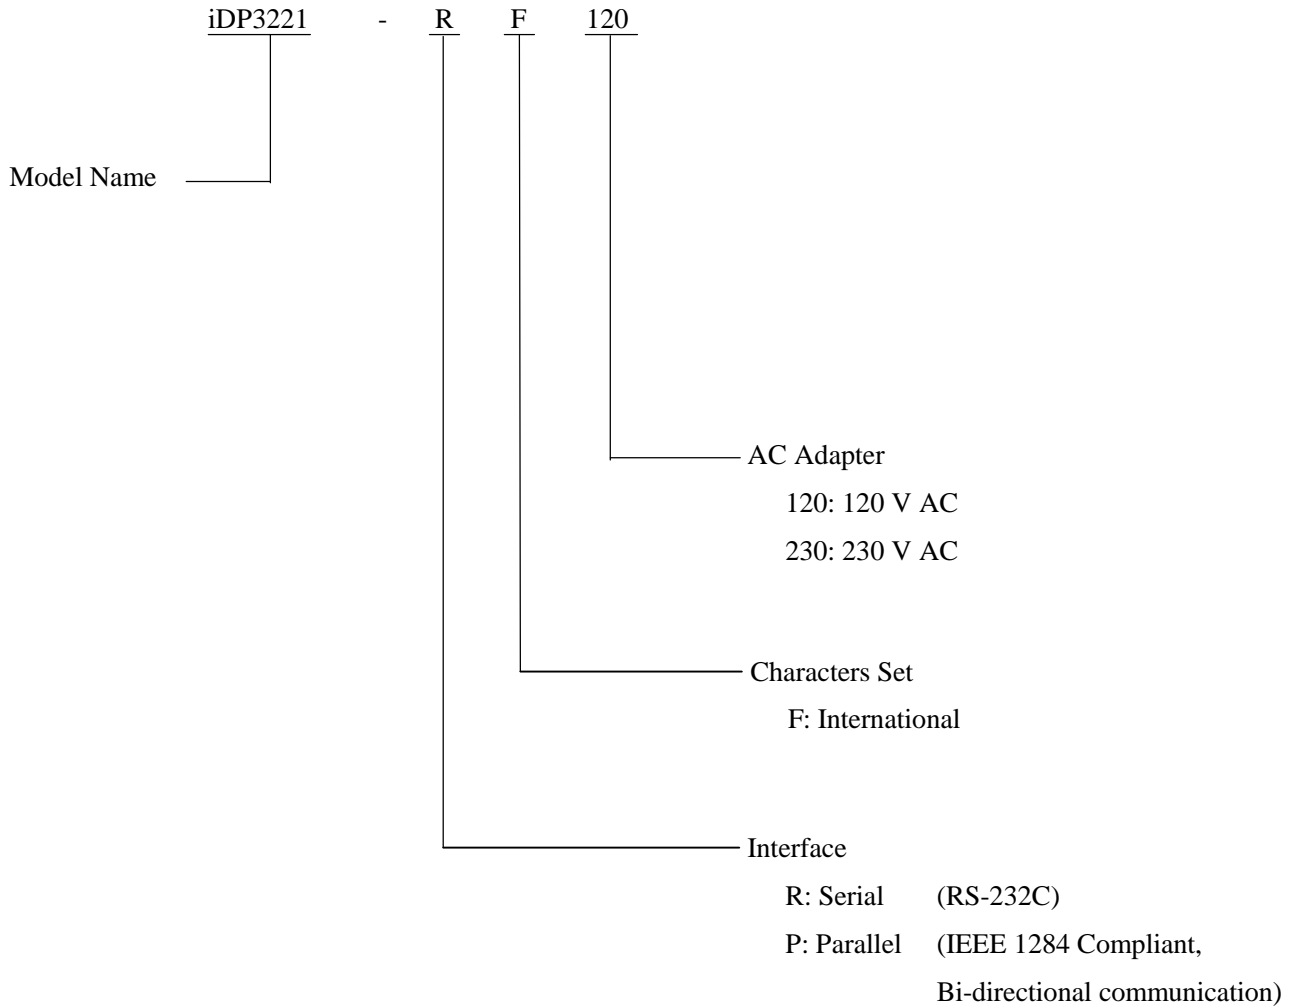 iDP3221 - R F 120
Model Name
AC Adapter
120: 120 V AC
230: 230 V AC
Characters Set
F: International
Interface
R: Serial (RS-232C)
P: Parallel (IEEE 1284 Compliant,
Bi-directional communication)